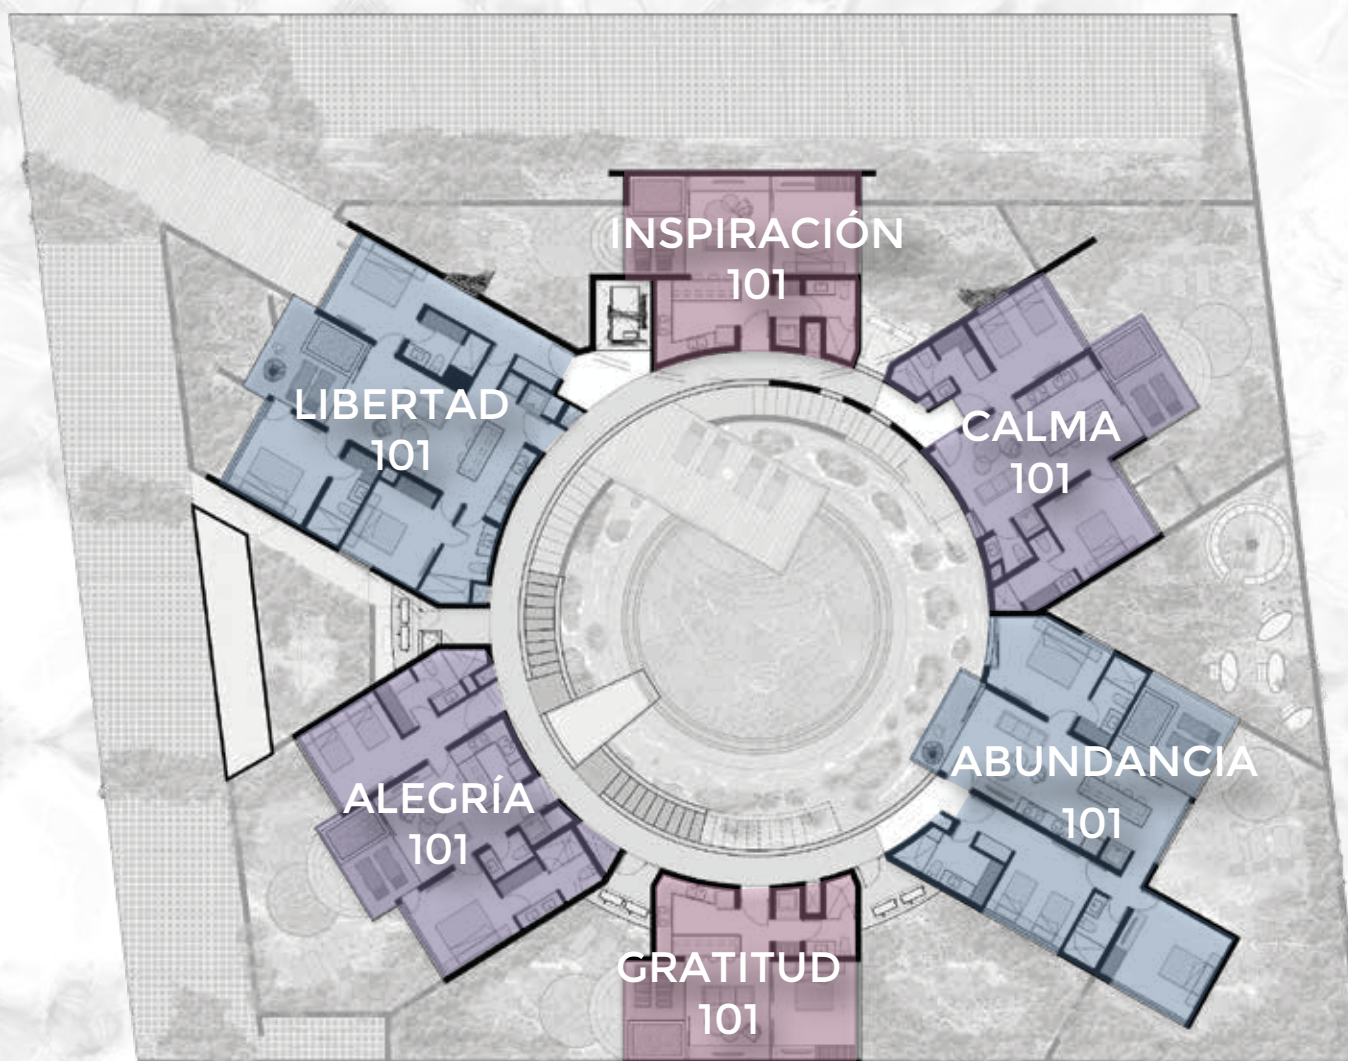 INSPIRACIÓN
101
LIBERTAD
101
CALMA
101
ABUNDANCIA
101
ALEGRÍA
101
GRATITUD
101